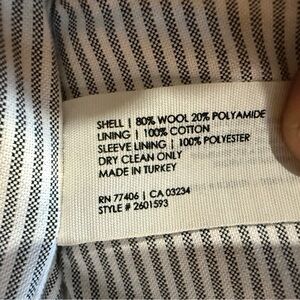 SHELL | 80% WOOL 20% POLYAMIDE
LINING | 100% COTTON
SLEEVE LINING | 100% POLYESTER
DRY CLEAN ONLY
MADE IN TURKEY
RN 77406 | CA 03234
STYLE # 2601593